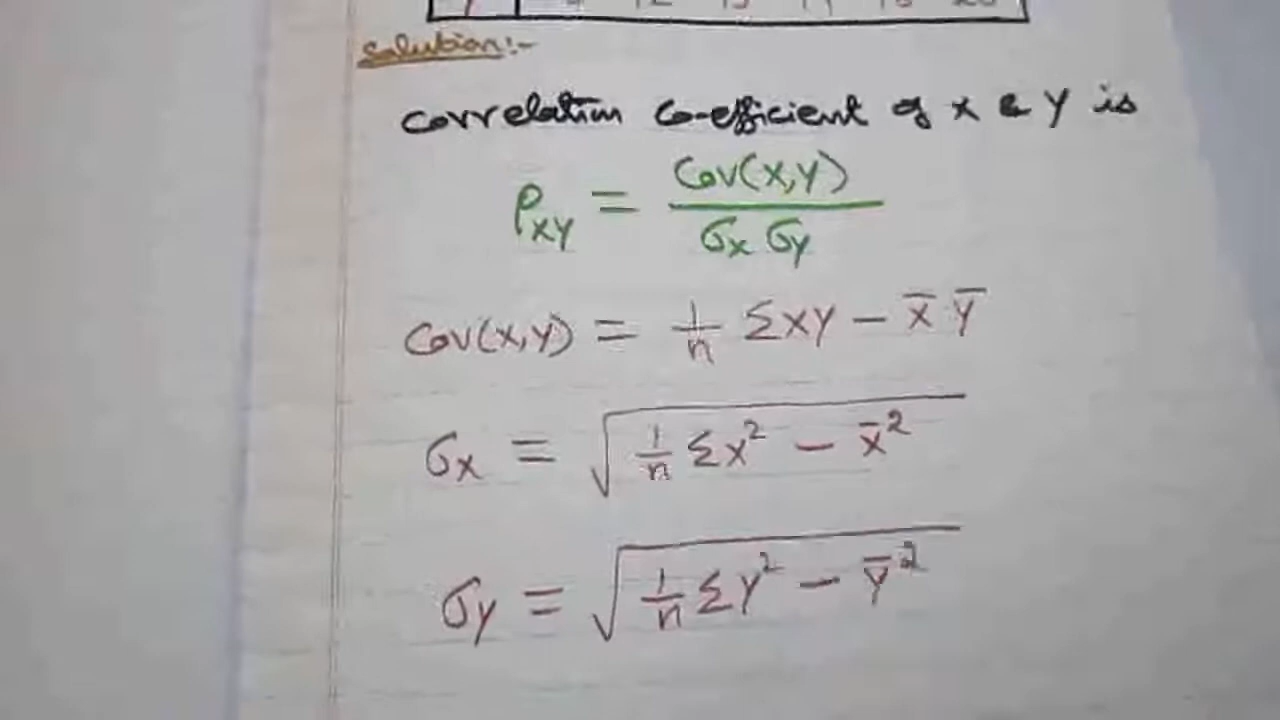 Solution:-
correlation co-efficient of x & y is
ρxy = Cov(x,y) / σx σy
Cov(x,y) = 1/n Σxy - x̄ ȳ
σx = √(1/n Σx² - x̄²)
σy = √(1/n Σy² - ȳ²)